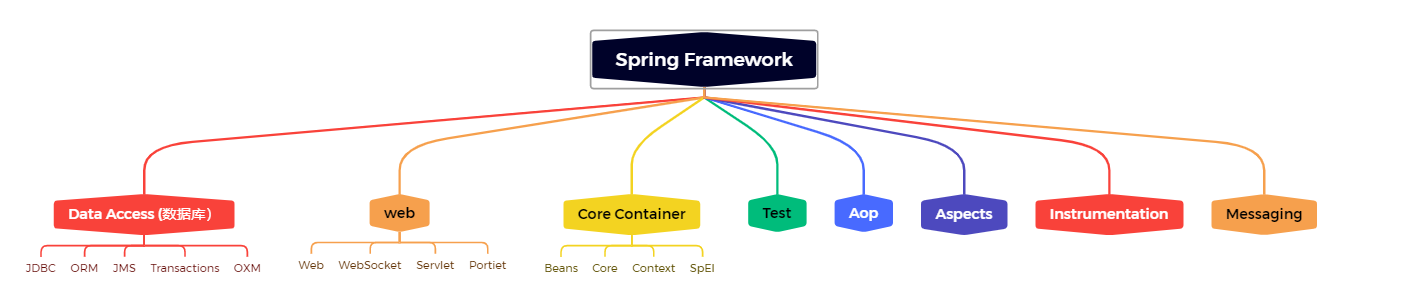 Spring Framework
Data Access (数据库）
web
Core Container
Test
Aop
Aspects
Instrumentation
Messaging
JDBC
ORM
JMS
Transactions
OXM
Web
WebSocket
Servlet
Portiet
Beans
Core
Context
SpEI